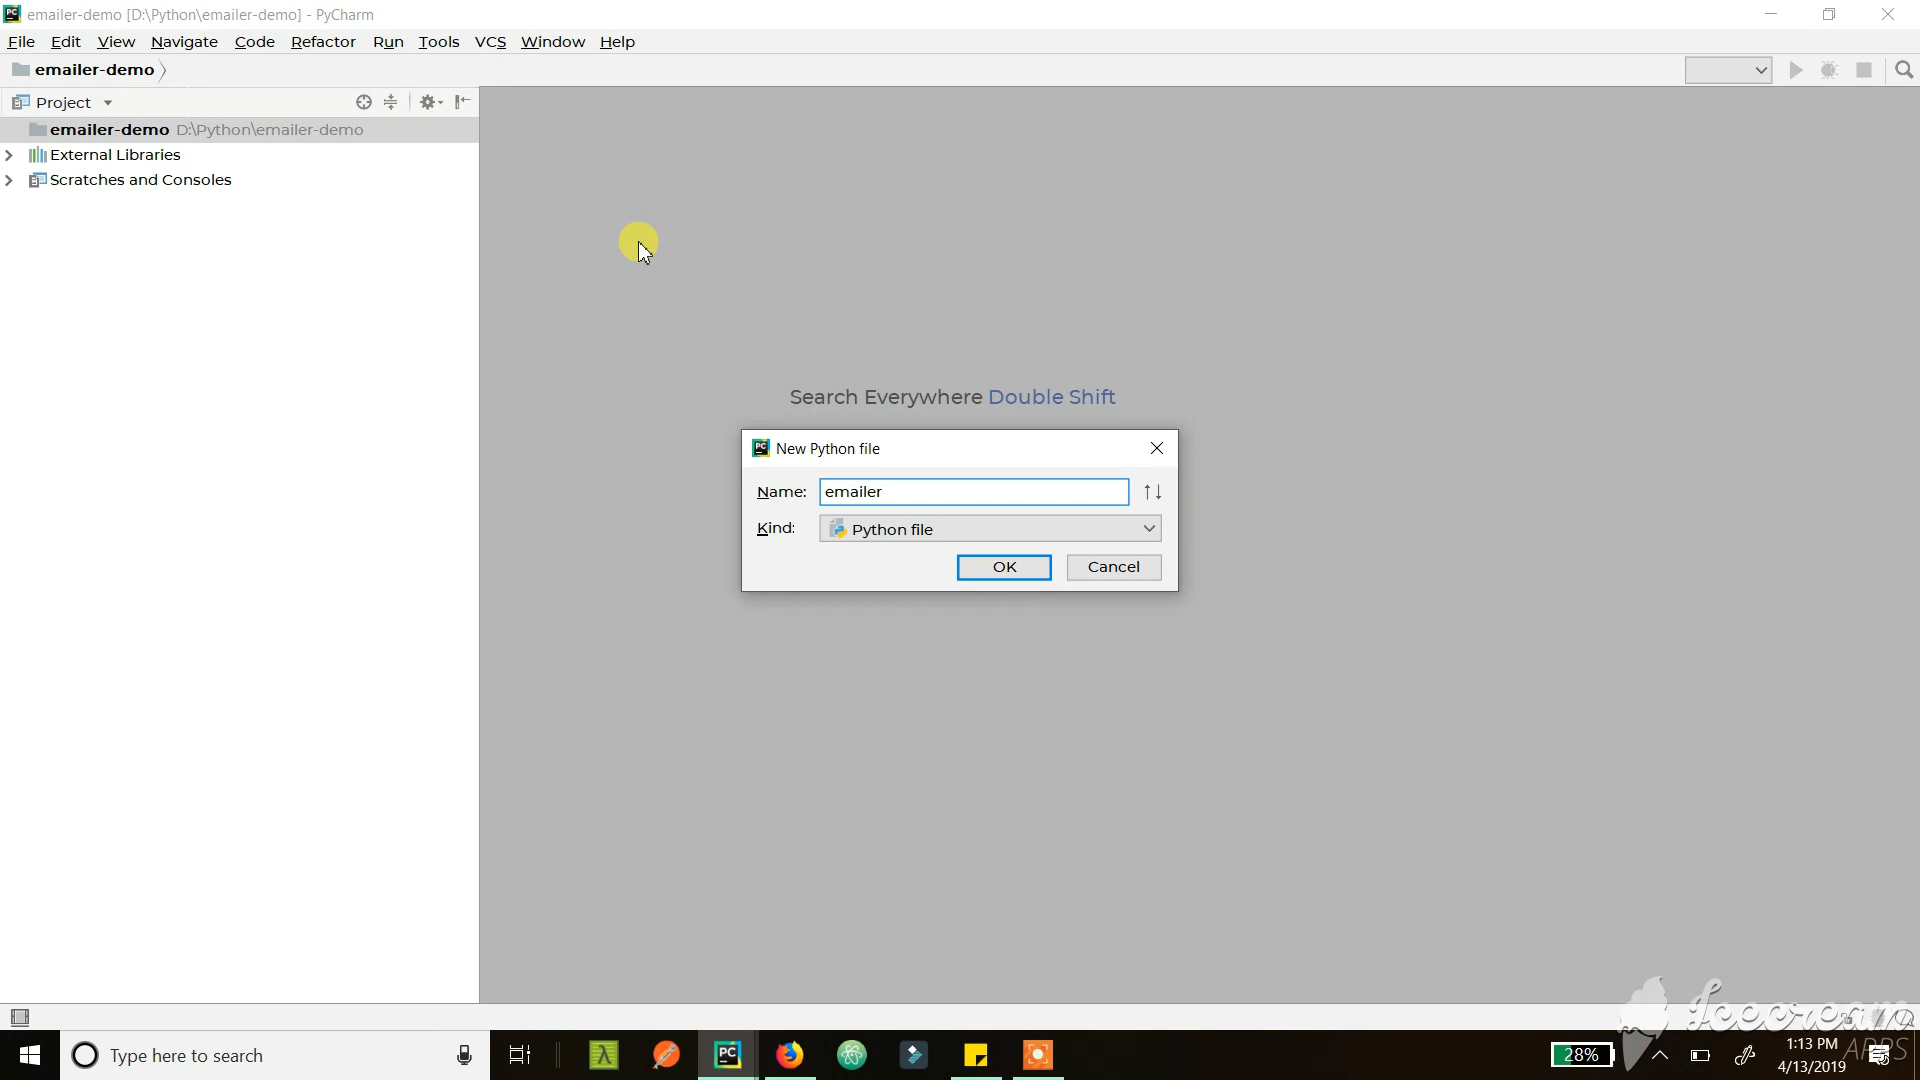 emailer-demo [D:\Python\emailer-demo] - PyCharm
File Edit View Navigate Code Refactor Run Tools VCS Window Help
emailer-demo
Project
emailer-demo D:\Python\emailer-demo
External Libraries
Scratches and Consoles
Search Everywhere Double Shift
New Python file
Name: emailer
Kind: Python file
OK Cancel
Icecream
APPS
Type here to search
28%
1:13 PM
4/13/2019